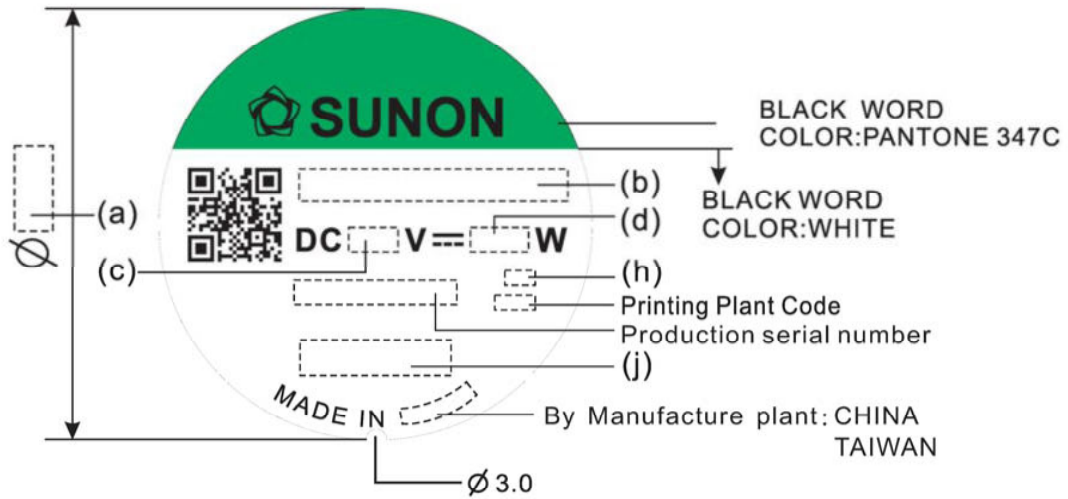 SUNON
BLACK WORD
COLOR:PANTONE 347C
BLACK WORD
COLOR:WHITE
(a)
(b)
(c)
(d)
DC V W
(h)
Printing Plant Code
Production serial number
(j)
MADE IN
By Manufacture plant: CHINA
TAIWAN
Ø
Ø 3.0